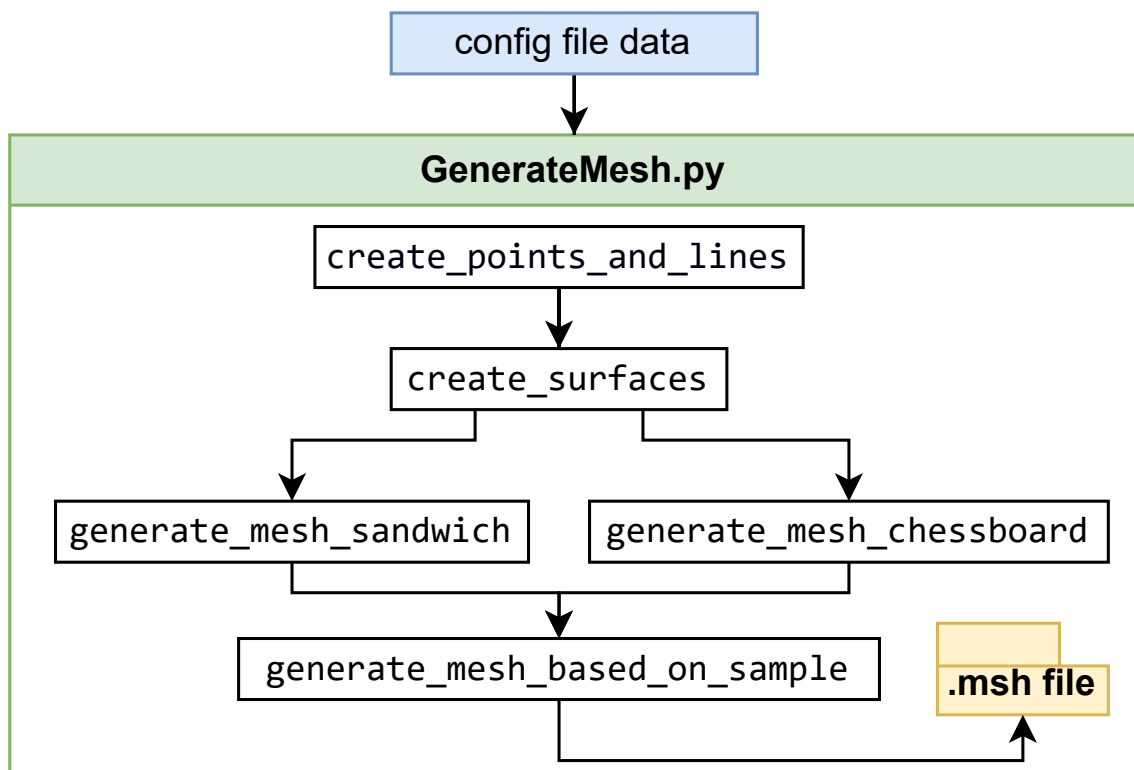 config file data
GenerateMesh.py
create_points_and_lines
create_surfaces
generate_mesh_sandwich
generate_mesh_chessboard
generate_mesh_based_on_sample
.msh file